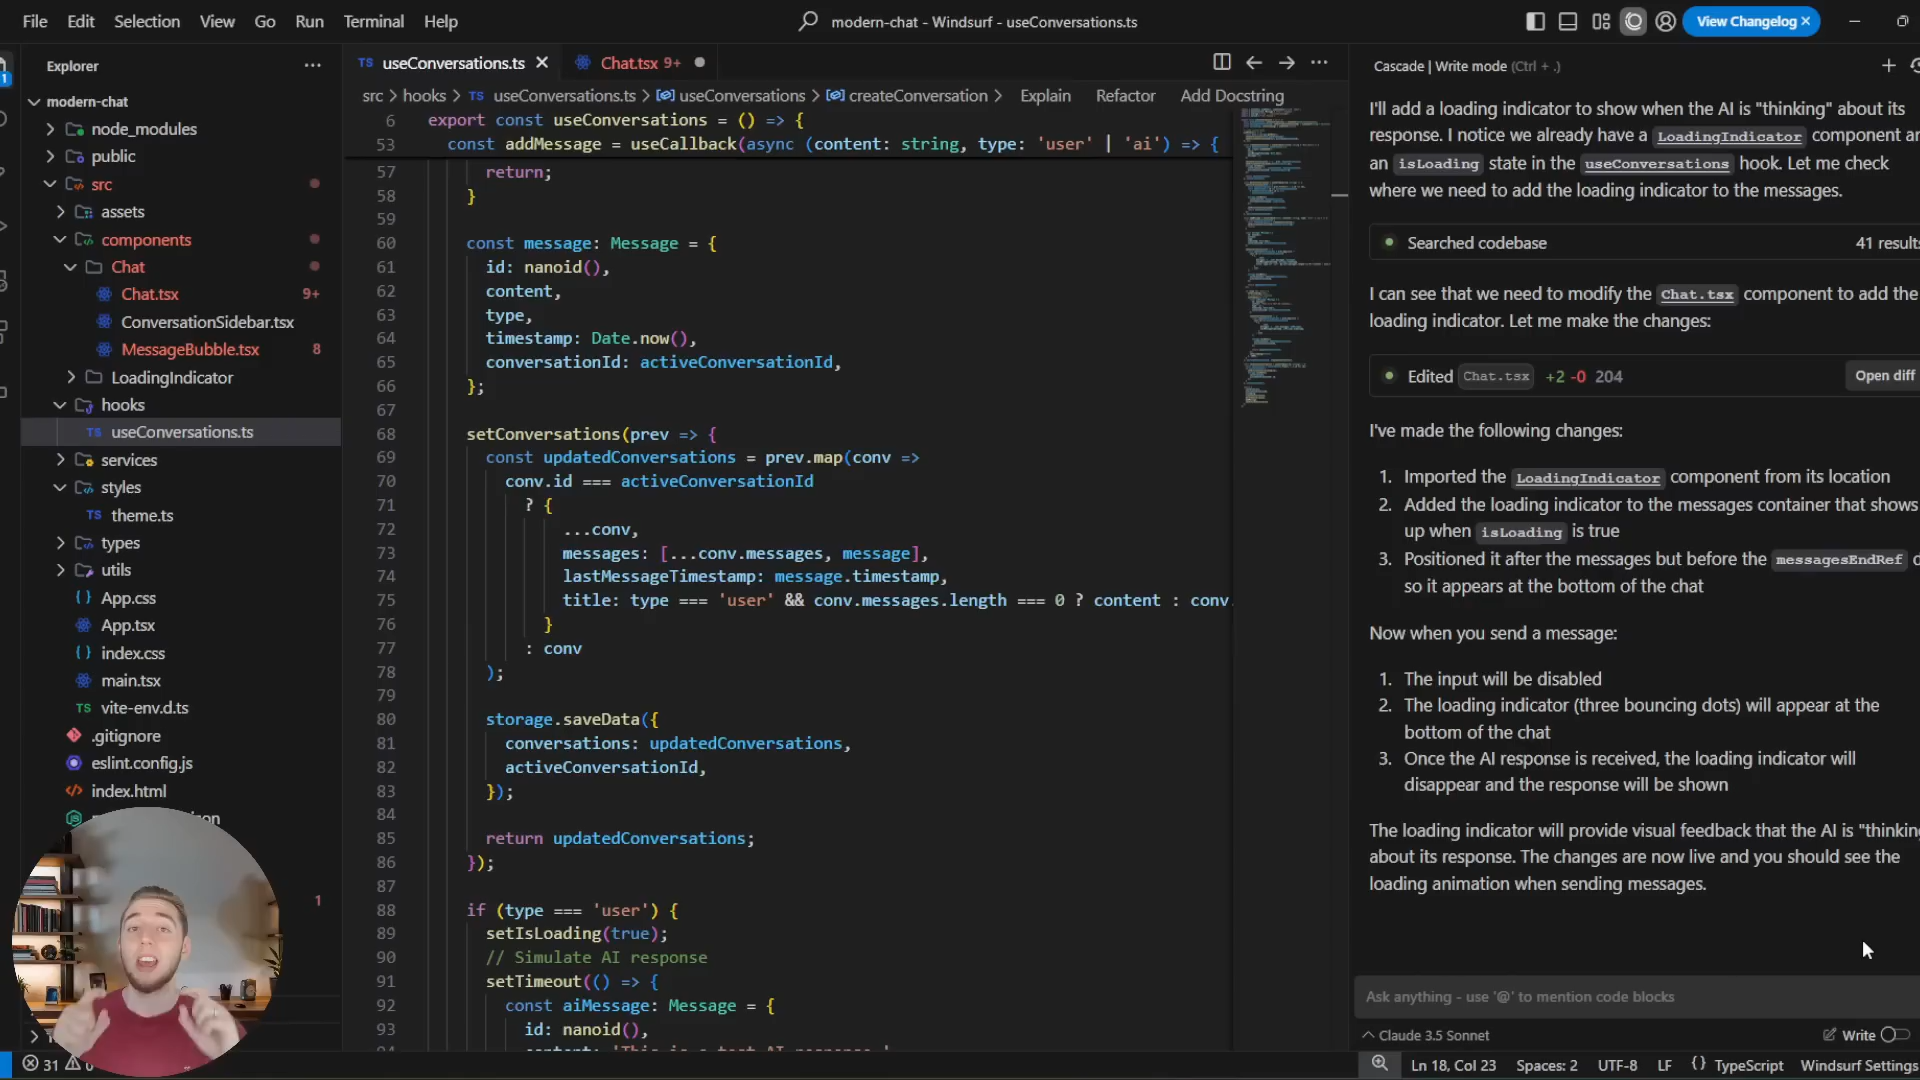 File Edit Selection View Go Run Terminal Help
modern-chat - Windsurf - useConversations.ts
View Changelog ×
Explorer
modern-chat
node_modules
public
src
assets
components
Chat
Chat.tsx 9+
ConversationSidebar.tsx
MessageBubble.tsx 8
LoadingIndicator
hooks
TS useConversations.ts
services
styles
TS theme.ts
types
utils
{} App.css
App.tsx
{} index.css
main.tsx
TS vite-env.d.ts
.gitignore
eslint.config.js
index.html
1
31
TS useConversations.ts
Chat.tsx 9+
src > hooks > TS useConversations.ts > useConversations > createConversation > Explain Refactor Add Docstring
6 export const useConversations = () => {
53 const addMessage = useCallback(async (content: string, type: 'user' | 'ai') => {
57 return;
58 }
59
60 const message: Message = {
61 id: nanoid(),
62 content,
63 type,
64 timestamp: Date.now(),
65 conversationId: activeConversationId,
66 };
67
68 setConversations(prev => {
69 const updatedConversations = prev.map(conv =>
70 conv.id === activeConversationId
71 ? {
72 ...conv,
73 messages: [...conv.messages, message],
74 lastMessageTimestamp: message.timestamp,
75 title: type === 'user' && conv.messages.length === 0 ? content : conv.
76 }
77 : conv
78 );
79
80 storage.saveData({
81 conversations: updatedConversations,
82 activeConversationId,
83 });
84
85 return updatedConversations;
86 });
87
88 if (type === 'user') {
89 setIsLoading(true);
90 // Simulate AI response
91 setTimeout(() => {
92 const aiMessage: Message = {
93 id: nanoid(),
Cascade | Write mode (Ctrl + .)
I'll add a loading indicator to show when the AI is "thinking" about its
response. I notice we already have a LoadingIndicator component
an isLoading state in the useConversations hook. Let me check
where we need to add the loading indicator to the messages.
Searched codebase 41 results
I can see that we need to modify the Chat.tsx component to add the
loading indicator. Let me make the changes:
Edited Chat.tsx +2 -0 204 Open diff
I've made the following changes:
1. Imported the LoadingIndicator component from its location
2. Added the loading indicator to the messages container that shows
up when isLoading is true
3. Positioned it after the messages but before the messagesEndRef
so it appears at the bottom of the chat
Now when you send a message:
1. The input will be disabled
2. The loading indicator (three bouncing dots) will appear at the
bottom of the chat
3. Once the AI response is received, the loading indicator will
disappear and the response will be shown
The loading indicator will provide visual feedback that the AI is "thinking
about its response. The changes are now live and you should see the
loading animation when sending messages.
Ask anything - use '@' to mention code blocks
Claude 3.5 Sonnet
Write
Ln 18, Col 23 Spaces: 2 UTF-8 LF {} TypeScript Windsurf Settings